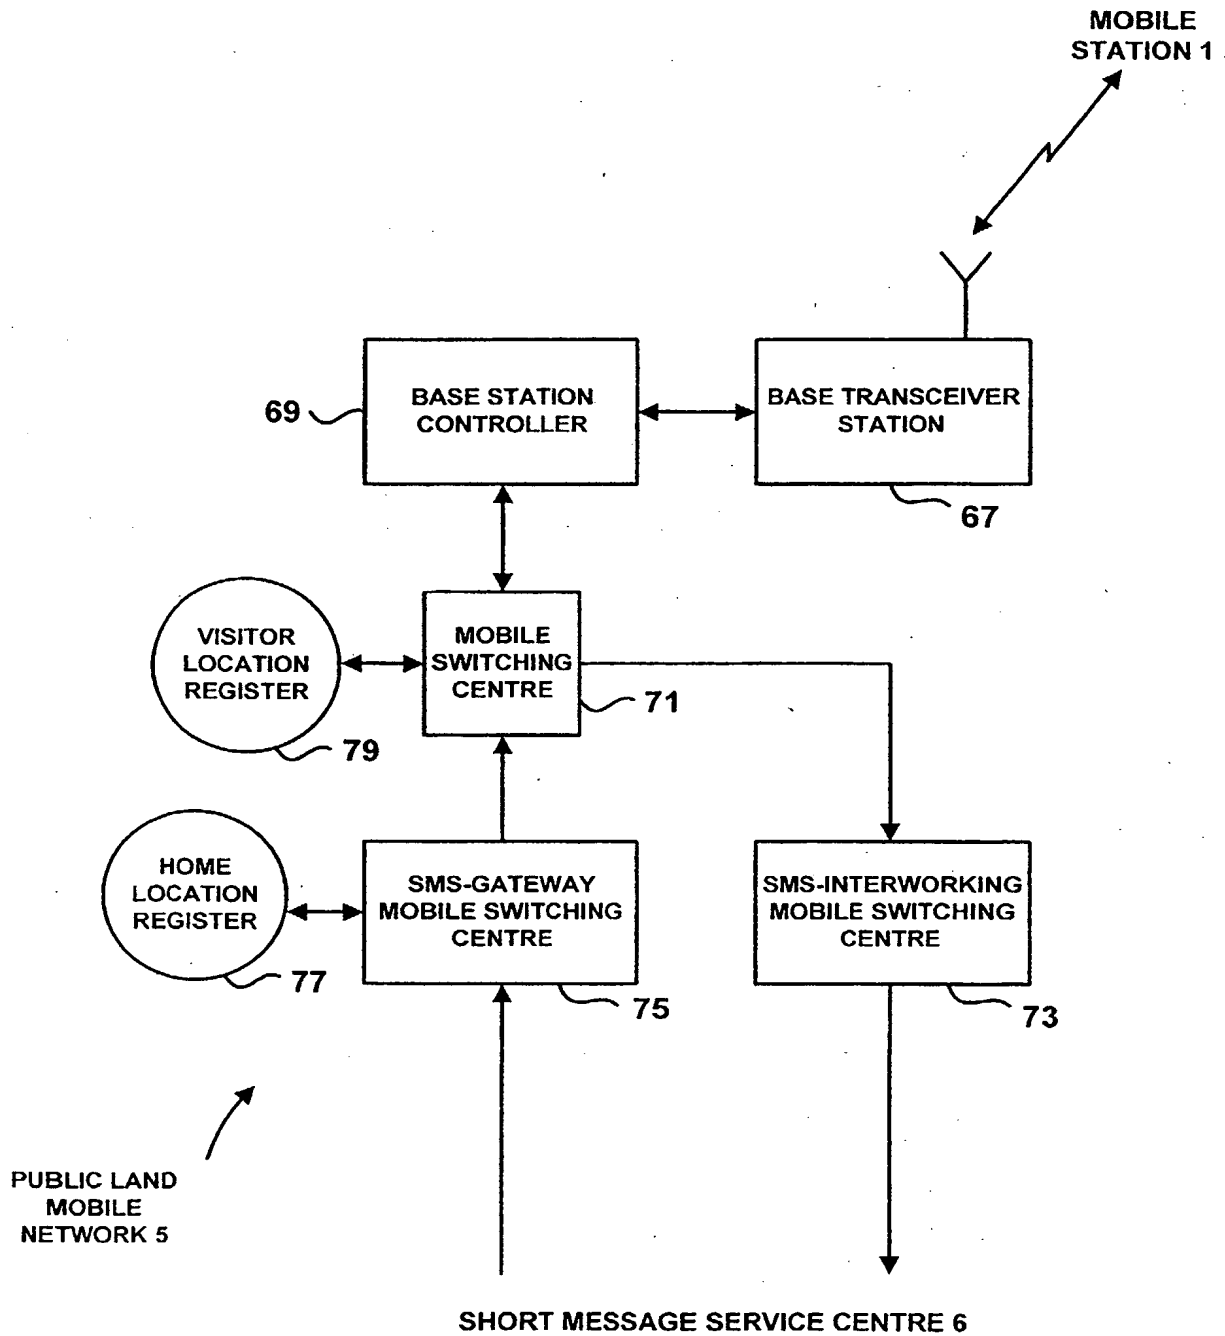 MOBILE
STATION 1
BASE STATION
CONTROLLER
69
BASE TRANSCEIVER
STATION
67
VISITOR
LOCATION
REGISTER
79
MOBILE
SWITCHING
CENTRE
71
HOME
LOCATION
REGISTER
77
SMS-GATEWAY
MOBILE SWITCHING
CENTRE
75
SMS-INTERWORKING
MOBILE SWITCHING
CENTRE
73
PUBLIC LAND
MOBILE
NETWORK 5
SHORT MESSAGE SERVICE CENTRE 6